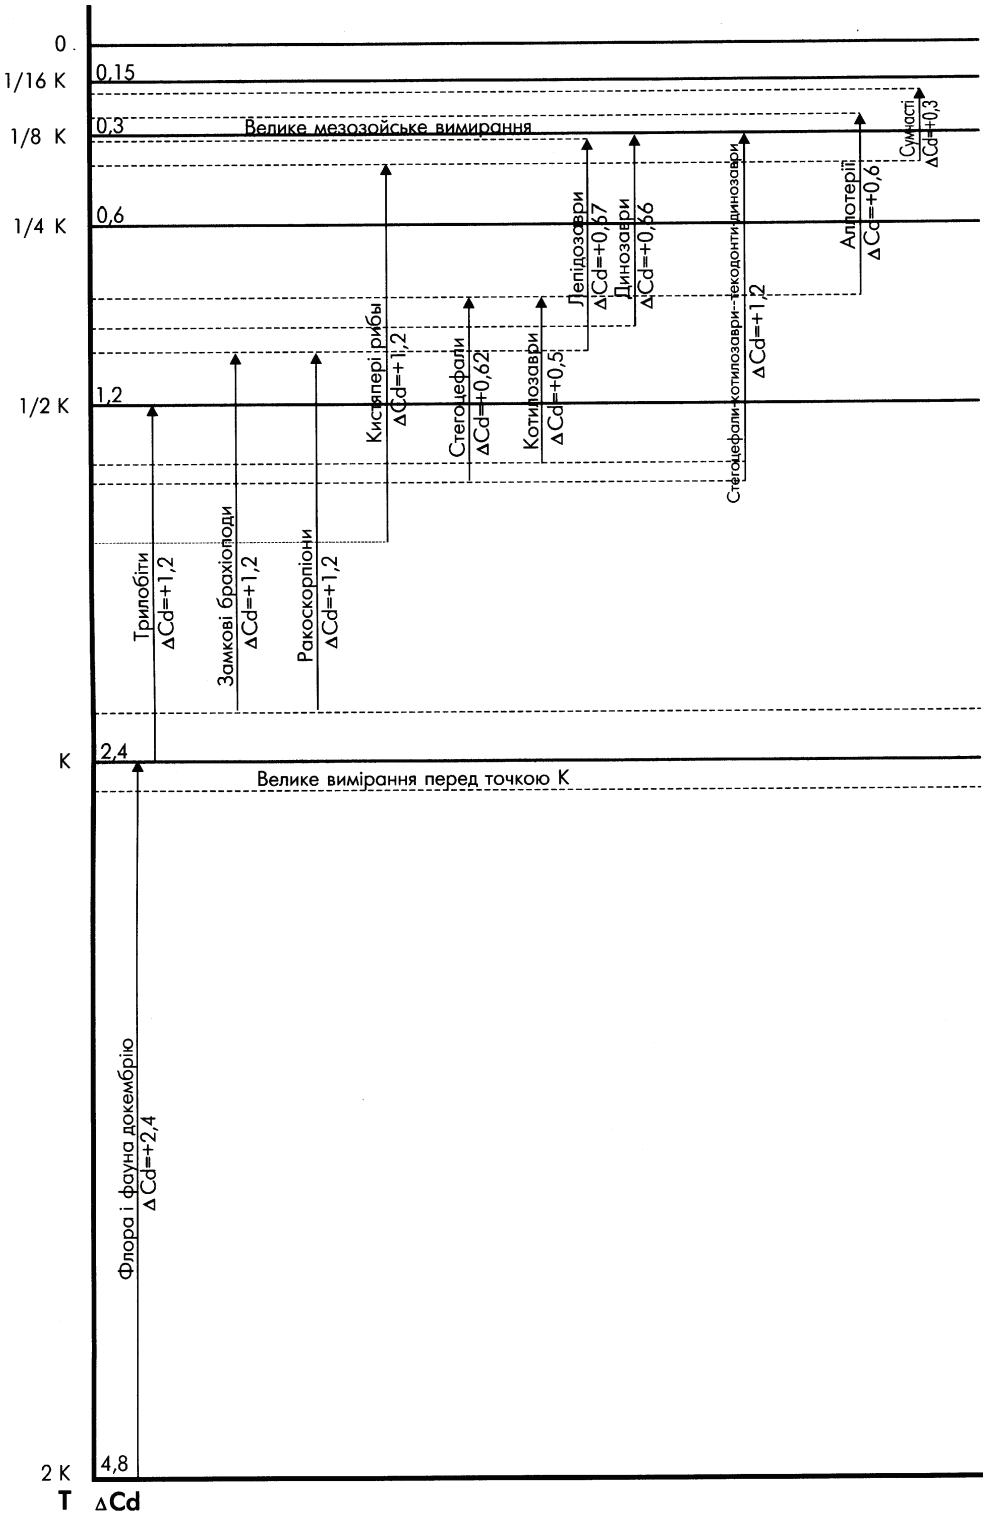 0
1/16 K
0,15
Велике мезозойське вимирання
1/8 K
0,3
1/4 K
0,6
1/2 K
1,2
Сумчасті
ΔCd=+0,3
Аллотерії
ΔCd=+0,6
Стегоцефали-котилозаври--текодонти-динозаври
ΔCd=+1,2
Динозаври
ΔCd=+0,66
Лепідозаври
ΔCd=+0,67
Котилозаври
ΔCd=+0,5
Стегоцефали
ΔCd=+0,62
Кистяпері рибы
ΔCd=+1,2
Ракоскорпіони
ΔCd=+1,2
Замкові брахіоподи
ΔCd=+1,2
Трилобіти
ΔCd=+1,2
K
2,4
Велике вимірання перед точкою К
Флора і фауна докембрію
ΔCd=+2,4
2 K
4,8
T ΔCd